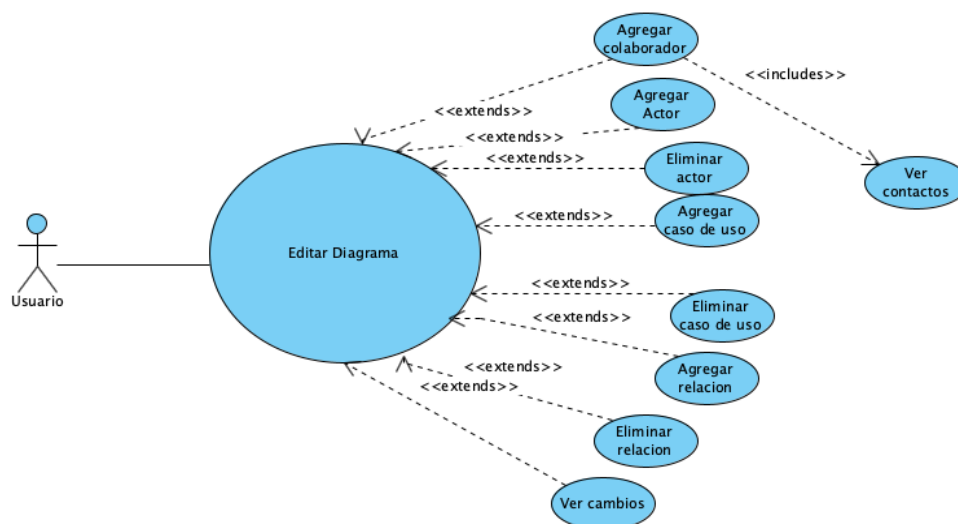 Agregar
colaborador
<<includes>>
<<extends>>
Agregar
Actor
<<extends>>
<<extends>>
Eliminar
actor
Ver
contactos
<<extends>>
Agregar
caso de uso
Editar Diagrama
Usuario
<<extends>>
Eliminar
caso de uso
<<extends>>
Agregar
relacion
<<extends>>
<<extends>>
Eliminar
relacion
Ver cambios